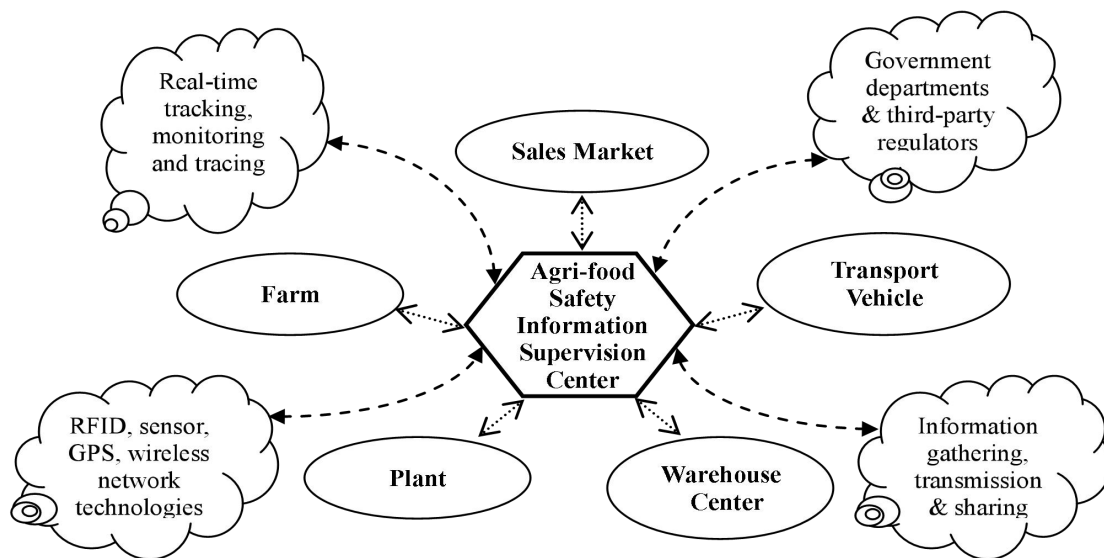 Real-time
tracking,
monitoring
and tracing
Sales Market
Government
departments
& third-party
regulators
Farm
Agri-food
Safety
Information
Supervision
Center
Transport
Vehicle
RFID, sensor,
GPS, wireless
network
technologies
Plant
Warehouse
Center
Information
gathering,
transmission
& sharing